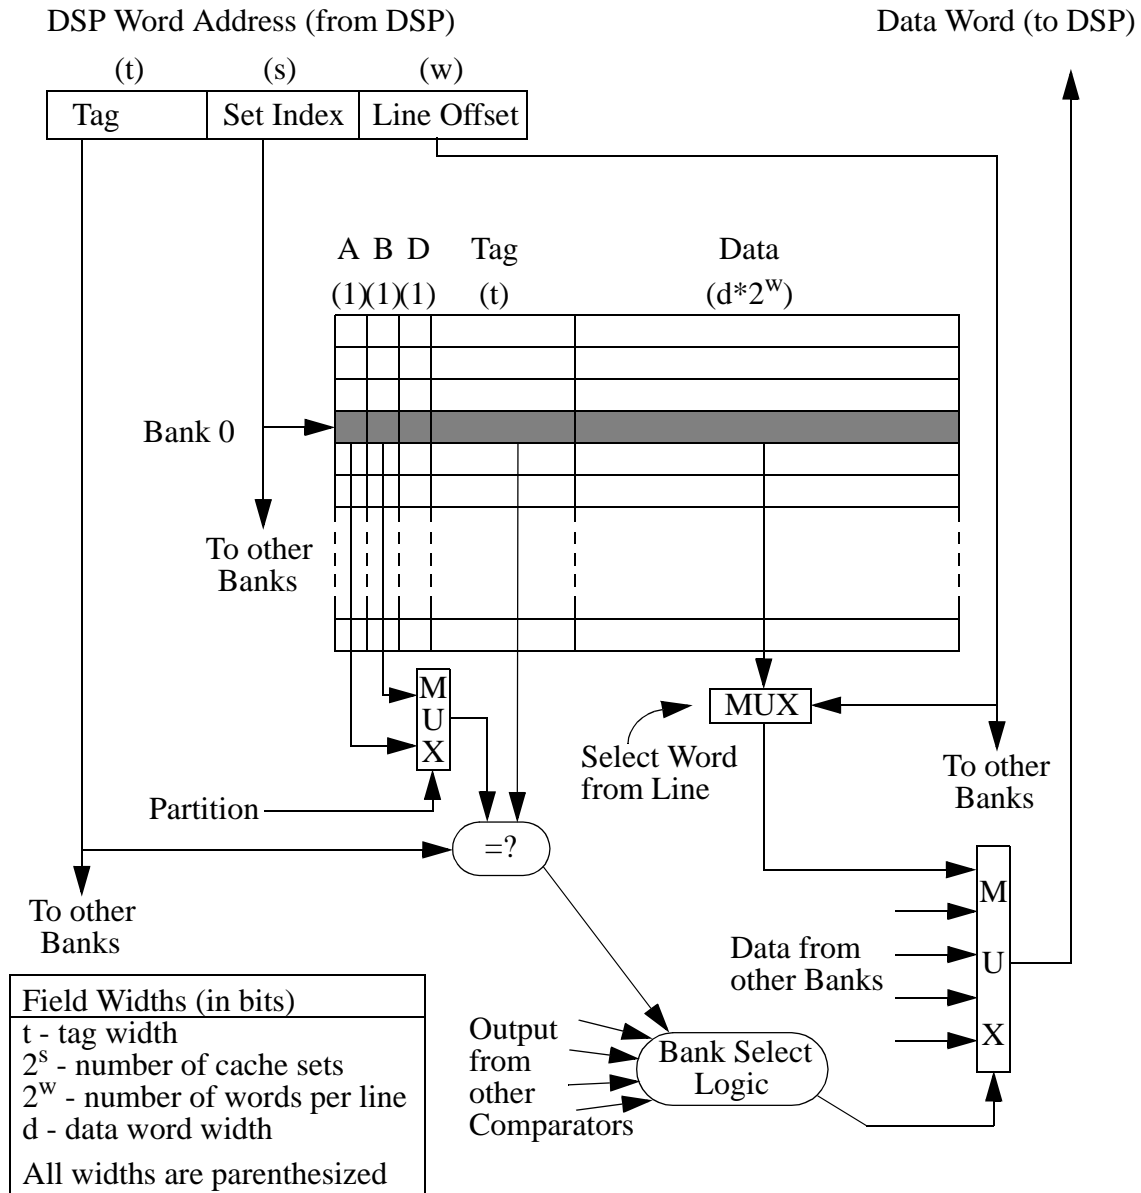 DSP Word Address (from DSP)
Data Word (to DSP)
(t) (s) (w)
Tag Set Index Line Offset
A B D Tag Data
(1)(1)(1) (t) (d*2^w)
Bank 0
To other
Banks
M
U
X
MUX
Select Word
from Line
To other
Banks
Partition
=?
To other
Banks
M
U
X
Data from
other Banks
Output
from
other
Comparators
Bank Select
Logic
Field Widths (in bits)
t - tag width
2^s - number of cache sets
2^w - number of words per line
d - data word width
All widths are parenthesized